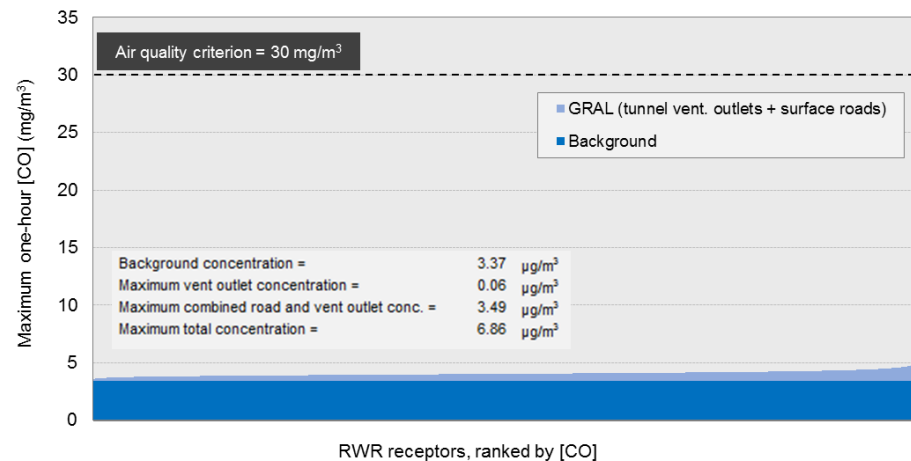 Maximum one-hour [CO] (mg/m³)
35
30
25
20
15
10
5
0
Air quality criterion = 30 mg/m³
GRAL (tunnel vent. outlets + surface roads)
Background
Background concentration = 3.37 µg/m³
Maximum vent outlet concentration = 0.06 µg/m³
Maximum combined road and vent outlet conc. = 3.49 µg/m³
Maximum total concentration = 6.86 µg/m³
RWR receptors, ranked by [CO]